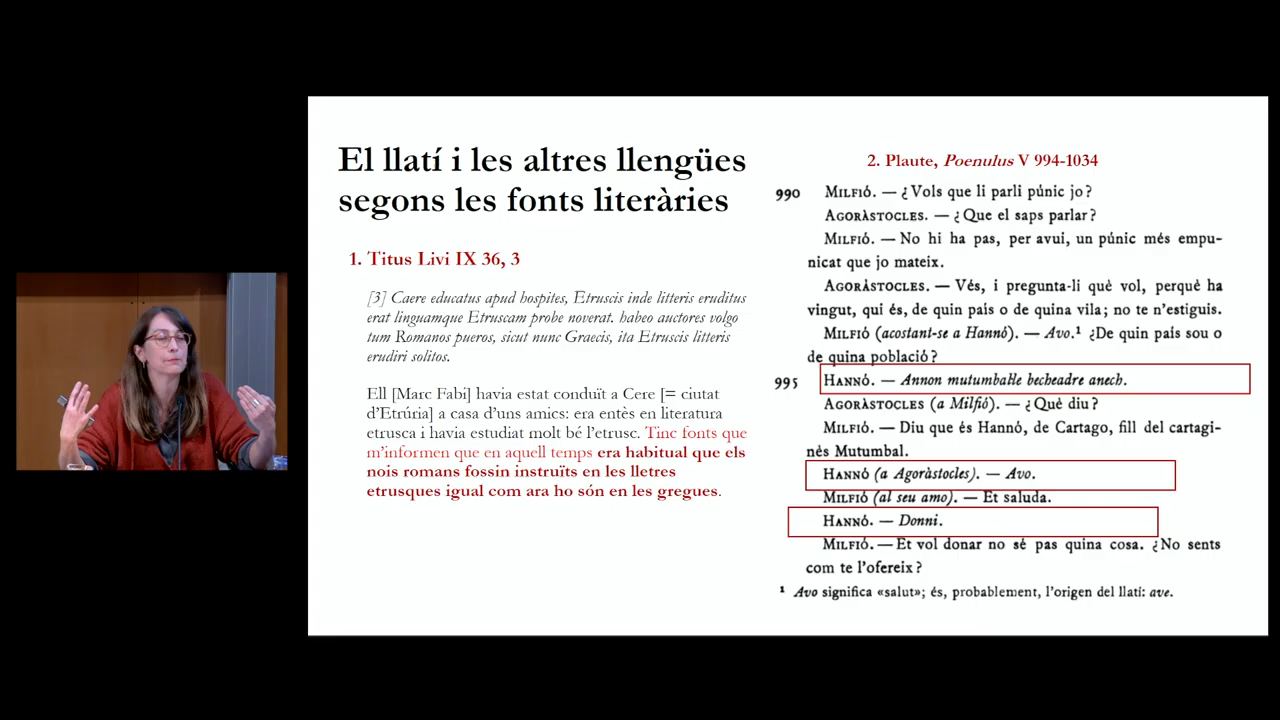 El llatí i les altres llengües
segons les fonts literàries
1. Titus Livi IX 36, 3
[3] Caere educatus apud hospites, Etruscis inde litteris eruditus
erat linguamque Etruscam probe noverat. habeo auctores volgo
tum Romanos pueros, sicut nunc Graecis, ita Etruscis litteris
erudiri solitos.
Ell [Marc Fabi] havia estat conduït a Cere [= ciutat
d'Etrúria] a casa d'uns amics: era entès en literatura
etrusca i havia estudiat molt bé l'etrusc. Tinc fonts que
m'informen que en aquell temps era habitual que els
nois romans fossin instruïts en les lletres
etrusques igual com ara ho són en les gregues.
2. Plaute, Poenulus V 994-1034
990 MILFIÓ. — ¿Vols que li parli púnic jo?
AGORÀSTOCLES. — ¿Que el saps parlar?
MILFIÓ. — No hi ha pas, per avui, un púnic més empu-
nicat que jo mateix.
AGORÀSTOCLES. — Vés, i pregunta-li què vol, perquè ha
vingut, qui és, de quin país o de quina vila; no te n'estiguis.
MILFIÓ (acostant-se a Hannó). — Avo.¹ ¿De quin país sou o
de quina població?
995 HANNÓ. — Annon mutumbal·le becheadre anech.
AGORÀSTOCLES (a Milfió). — ¿Què diu?
MILFIÓ. — Diu que és Hannó, de Cartago, fill del cartagi-
nès Mutumbal.
HANNÓ (a Agoràstocles). — Avo.
MILFIÓ (al seu amo). — Et saluda.
HANNÓ. — Donni.
MILFIÓ. — Et vol donar no sé pas quina cosa. ¿No sents
com te l'ofereix?
¹ Avo significa «salut»; és, probablement, l'origen del llatí: ave.